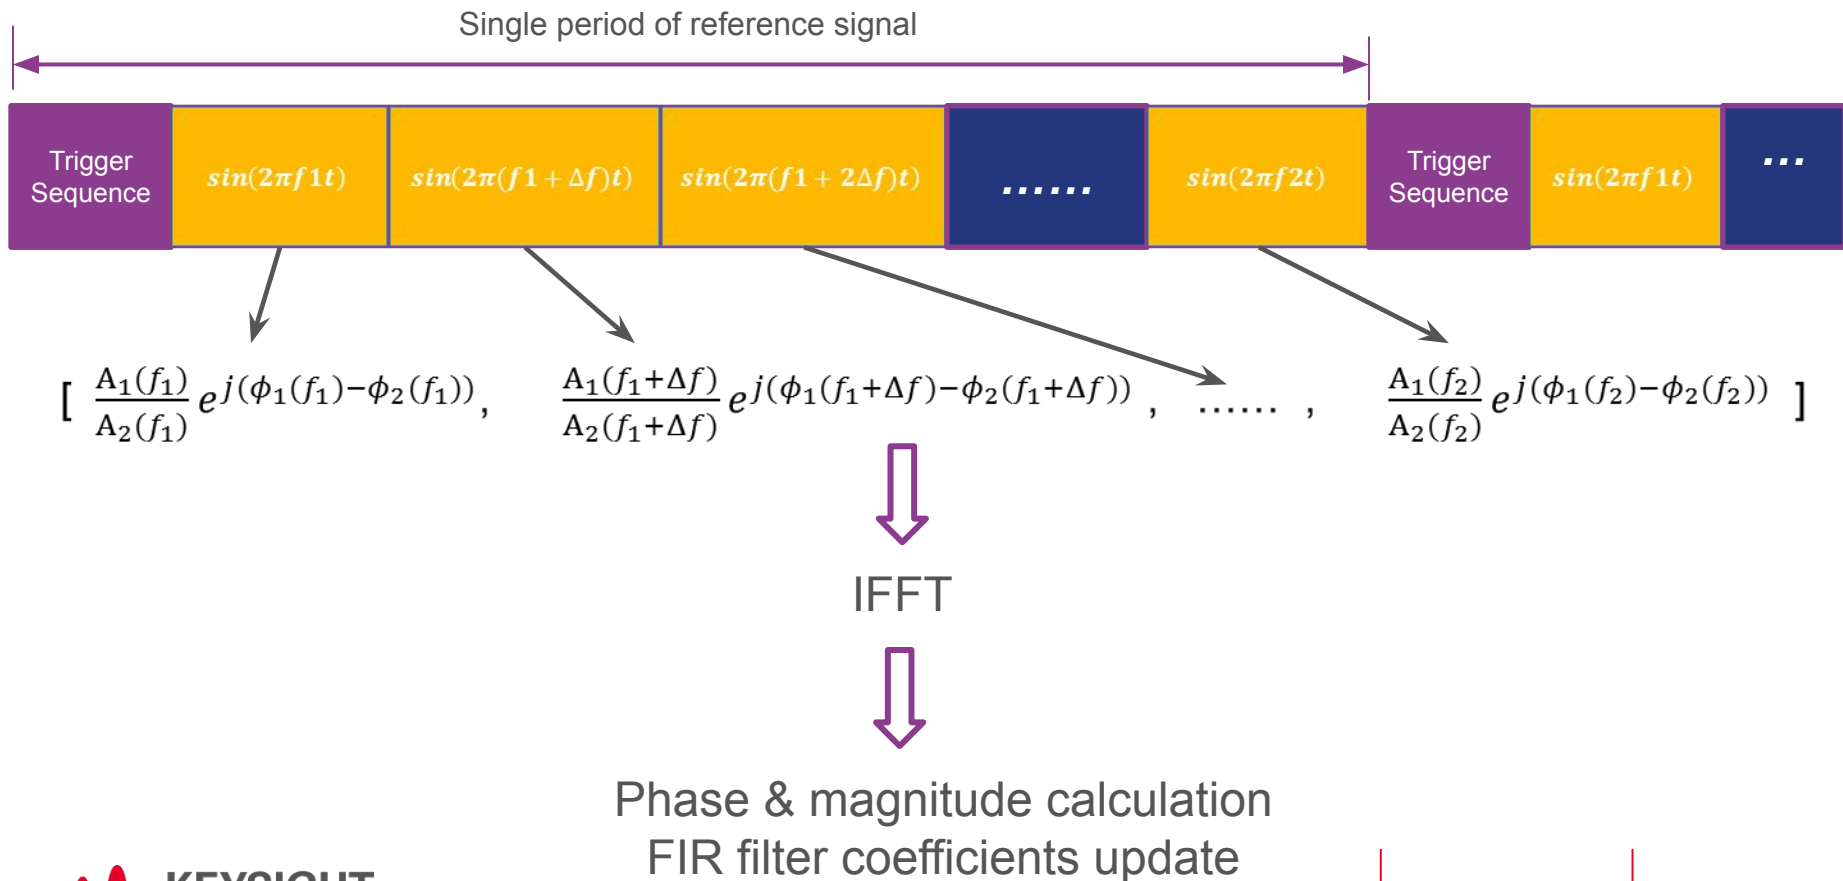 Single period of reference signal
Trigger Sequence
sin(2πf1t)
sin(2π(f1 + Δf)t)
sin(2π(f1 + 2Δf)t)
......
sin(2πf2t)
Trigger Sequence
sin(2πf1t)
...
[ A₁(f₁)/A₂(f₁) e^j(ϕ₁(f₁)−ϕ₂(f₁)), A₁(f₁+Δf)/A₂(f₁+Δf) e^j(ϕ₁(f₁+Δf)−ϕ₂(f₁+Δf)) , ...... , A₁(f₂)/A₂(f₂) e^j(ϕ₁(f₂)−ϕ₂(f₂)) ]
IFFT
Phase & magnitude calculation
FIR filter coefficients update
KEYSIGHT